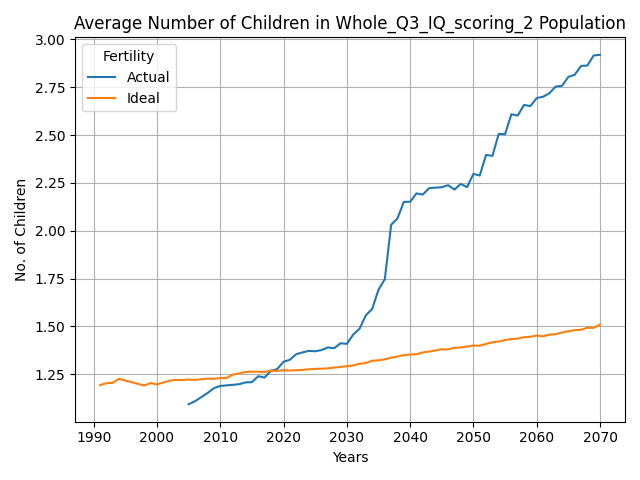 Average Number of Children in Whole_Q3_IQ_scoring_2 Population
3.00
2.75
2.50
2.25
2.00
1.75
1.50
1.25
No. of Children
Fertility
Actual
Ideal
1990 2000 2010 2020 2030 2040 2050 2060 2070
Years